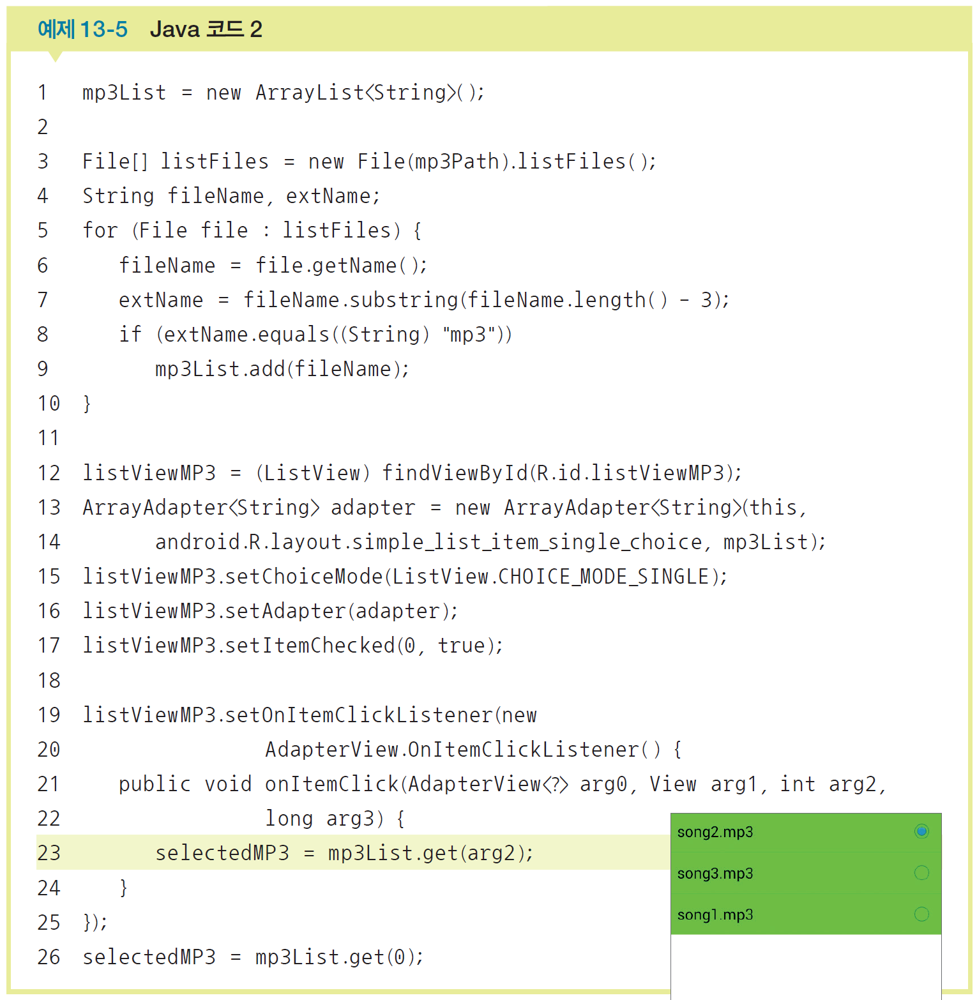 예제 13-5 Java 코드 2
1 mp3List = new ArrayList<String>();
2
3 File[] listFiles = new File(mp3Path).listFiles();
4 String fileName, extName;
5 for (File file : listFiles) {
6 fileName = file.getName();
7 extName = fileName.substring(fileName.length() - 3);
8 if (extName.equals((String) "mp3"))
9 mp3List.add(fileName);
10 }
11
12 listViewMP3 = (ListView) findViewById(R.id.listViewMP3);
13 ArrayAdapter<String> adapter = new ArrayAdapter<String>(this,
14 android.R.layout.simple_list_item_single_choice, mp3List);
15 listViewMP3.setChoiceMode(ListView.CHOICE_MODE_SINGLE);
16 listViewMP3.setAdapter(adapter);
17 listViewMP3.setItemChecked(0, true);
18
19 listViewMP3.setOnItemClickListener(new
20 AdapterView.OnItemClickListener() {
21 public void onItemClick(AdapterView<?> arg0, View arg1, int arg2,
22 long arg3) {
23 selectedMP3 = mp3List.get(arg2);
24 }
25 });
26 selectedMP3 = mp3List.get(0);
song2.mp3
song3.mp3
song1.mp3